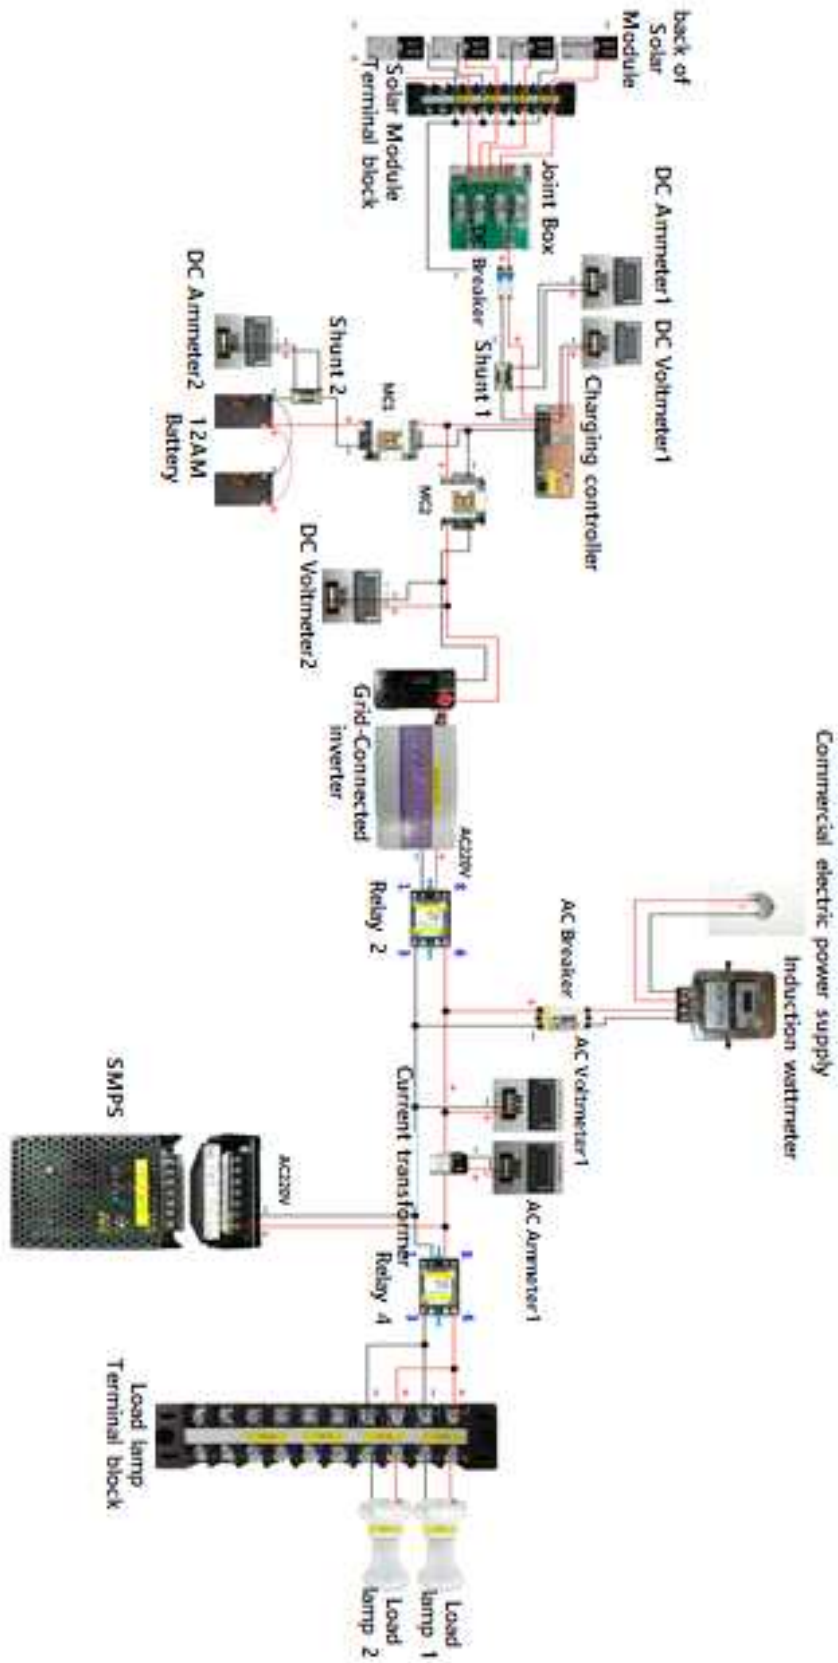 back of
Solar
Module
Solar Module
Terminal block
Joint Box
DC Breaker
DC Ammeter1
DC Voltmeter1
Shunt 1
Charging controller
DC Ammeter2
Shunt 2
12AM
Battery
MC1
MC2
DC Voltmeter2
Grid-Connected
inverter
AC220V
Relay 2
Commercial electric power supply
Induction wattmeter
AC Breaker
AC Voltmeter1
AC Ammeter1
Current transformer
SMPS
AC220V
Relay 4
Load lamp
Terminal block
Load
lamp 1
Load
lamp 2